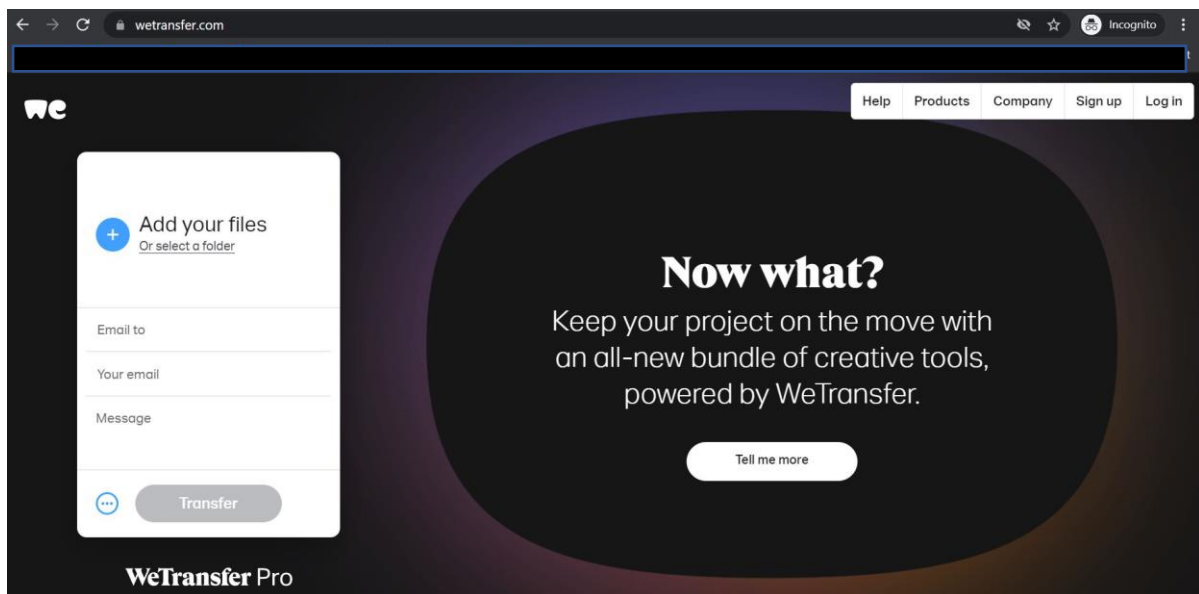 wetransfer.com
Incognito
t
we
Help Products Company Sign up Log in
Add your files
Or select a folder
Email to
Your email
Message
Transfer
WeTransfer Pro
Now what?
Keep your project on the move with
an all-new bundle of creative tools,
powered by WeTransfer.
Tell me more